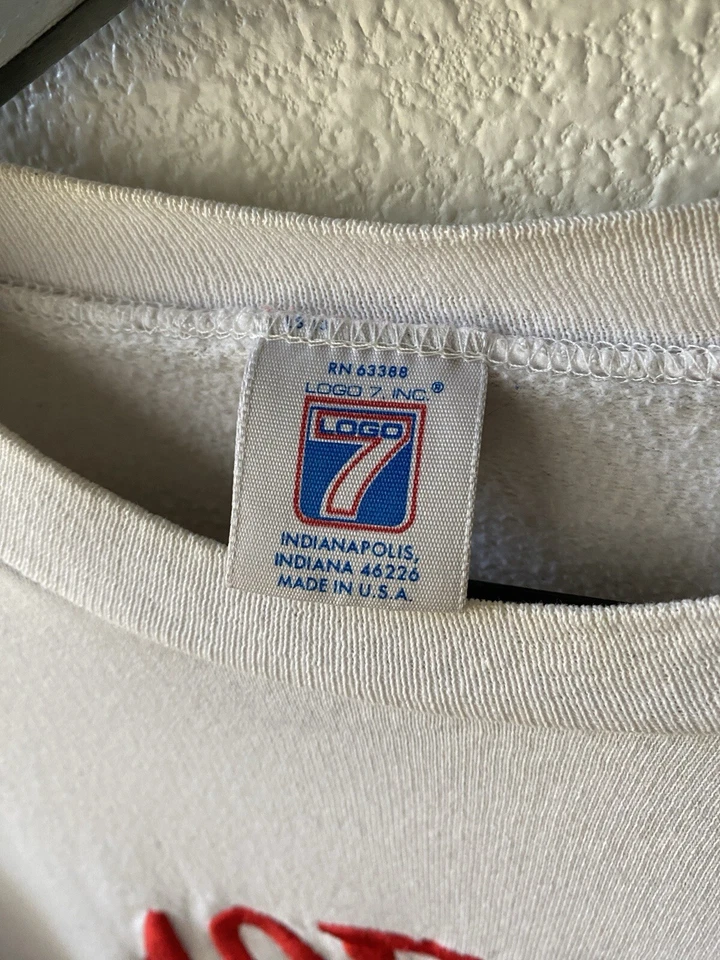 RN 63388
LOGO 7, INC.®
LOGO
7
INDIANAPOLIS,
INDIANA 46226
MADE IN U.S.A.